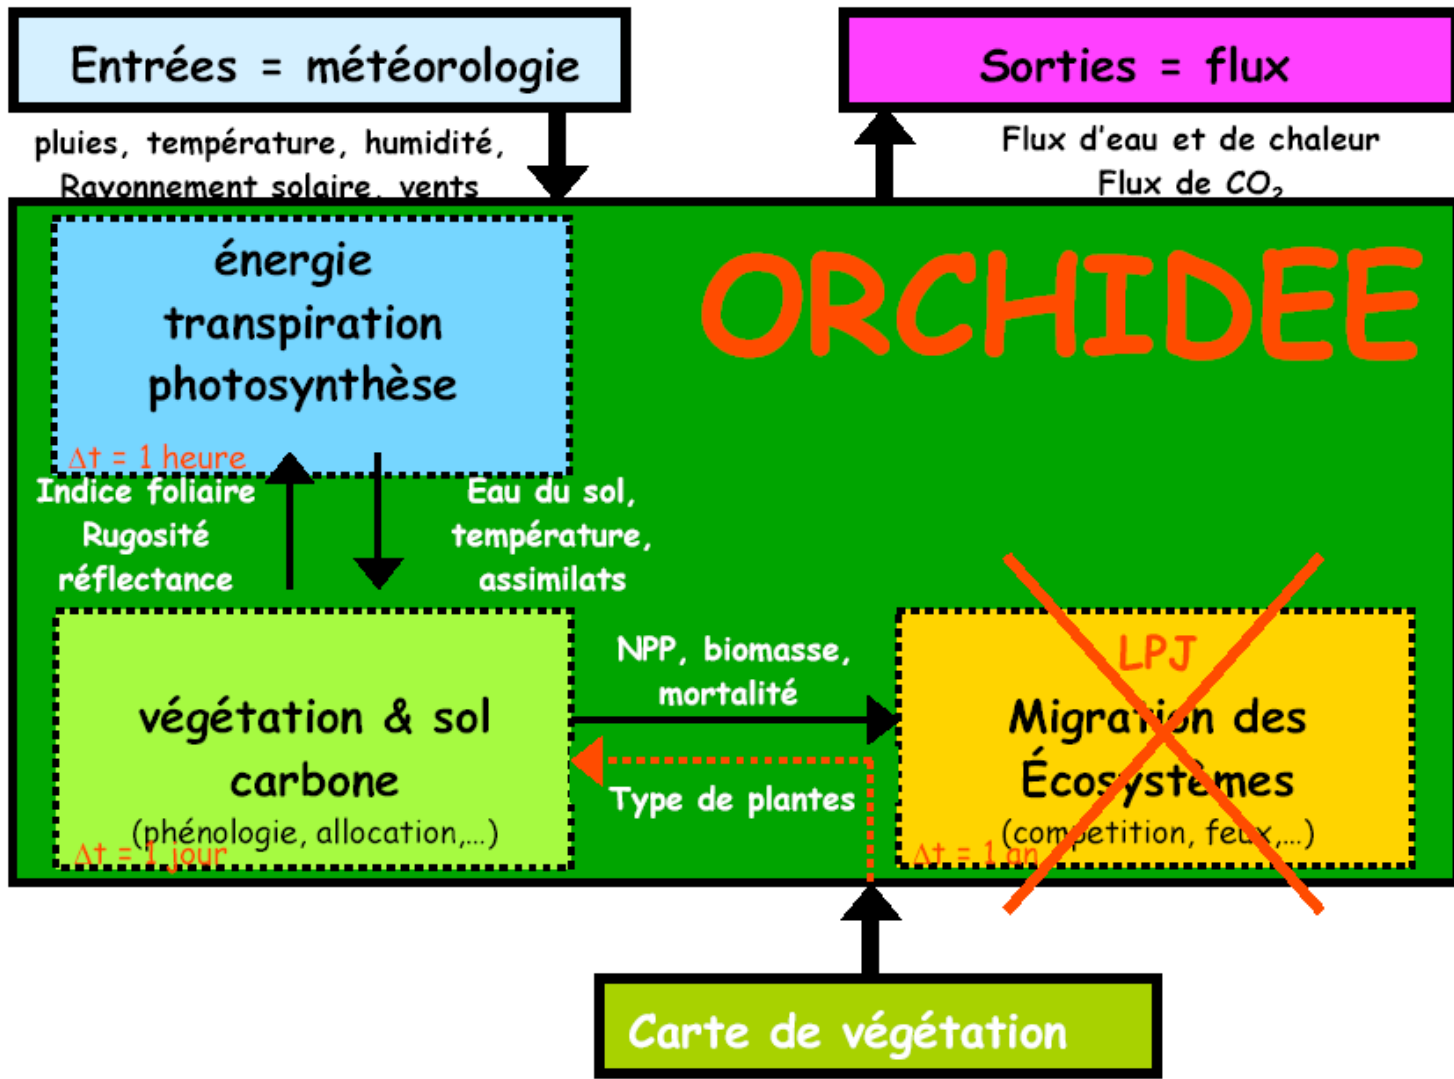 Entrées = météorologie
Sorties = flux
pluies, température, humidité,
Rayonnement solaire, vents
Flux d'eau et de chaleur
Flux de CO₂
ORCHIDEE
énergie
transpiration
photosynthèse
Δt = 1 heure
Indice foliaire
Rugosité
réflectance
Eau du sol,
température,
assimilats
végétation & sol
carbone
(phénologie, allocation,...)
Δt = 1 jour
NPP, biomasse,
mortalité
Type de plantes
LPJ
Migration des
Écosystèmes
(compétition, feux,...)
Δt = 1 an
Carte de végétation